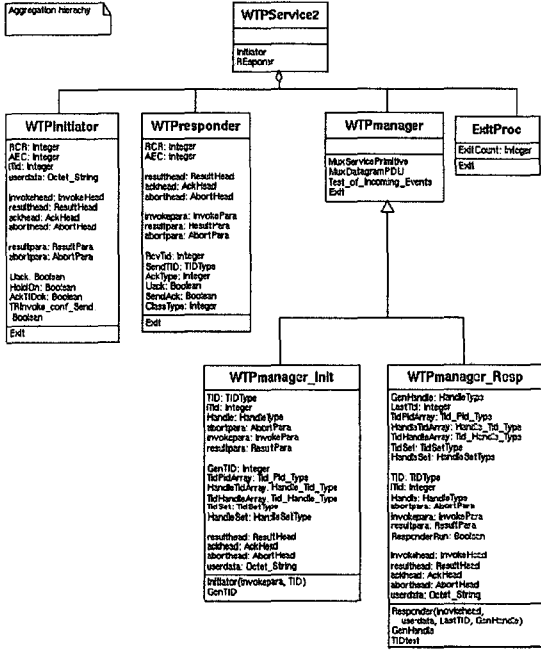 Aggregation hierachy
WTPService2
Initiator
REsponsr
WTPinitiator
RCR: Integer
AEC: Integer
iTid: Integer
userdata: Octet_String
invokehead: InvokeHead
resulthead: ResultHead
ackhead: AckHead
aborthead: AbortHead
resultpara: ResultPara
abortpara: AbortPara
Uack: Boolean
HoldOn: Boolean
AckTIDok: Boolean
TRInvoke_conf_Send
Boolean
Exit
WTPresponder
RCR: Integer
AEC: Integer
resulthead: ResultHead
ackhead: AckHead
aborthead: AbortHead
invokepara: InvokePara
resultpara: ResultPara
abortpara: AbortPara
RcvTid: Integer
SendTID: TIDType
AckType: Integer
Uack: Boolean
SendAck: Boolean
ClassType: Integer
Exit
WTPmanager
MuxServicePrimitive
MuxDatagramPDU
Test_of_Incoming_Events
Exit
ExitProc
ExitCount: Integer
Exit
WTPmanager_Init
TID: TIDType
iTid: Integer
Handle: HandleType
abortpara: AbortPara
invokepara: InvokePara
resultpara: ResultPara
GenTID: Integer
TidPidArray: Tid_Pid_Type
HandleTidArray: Handle_Tid_Type
TidHandleArray: Tid_Handle_Type
TidSet: TidSetType
HandleSet: HandleSetType
resulthead: ResultHead
ackhead: AckHead
aborthead: AbortHead
userdata: Octet_String
Initiator(invokepara, TID)
GenTID
WTPmanager_Resp
GenHandle: HandleType
LastTid: Integer
TidPidArray: Tid_Pid_Type
HandleTidArray: Handle_Tid_Type
TidHandleArray: Tid_Handle_Type
TidSet: TidSetType
HandleSet: HandleSetType
TID: TIDType
iTid: Integer
Handle: HandleType
abortpara: AbortPara
invokepara: InvokePara
resultpara: ResultPara
ResponderRun: Boolean
invokehead: InvokeHead
resulthead: ResultHead
ackhead: AckHead
aborthead: AbortHead
userdata: Octet_String
Responder(inovkehead,
userdata, LastTID, GenHandle)
GenHandle
TIDtest